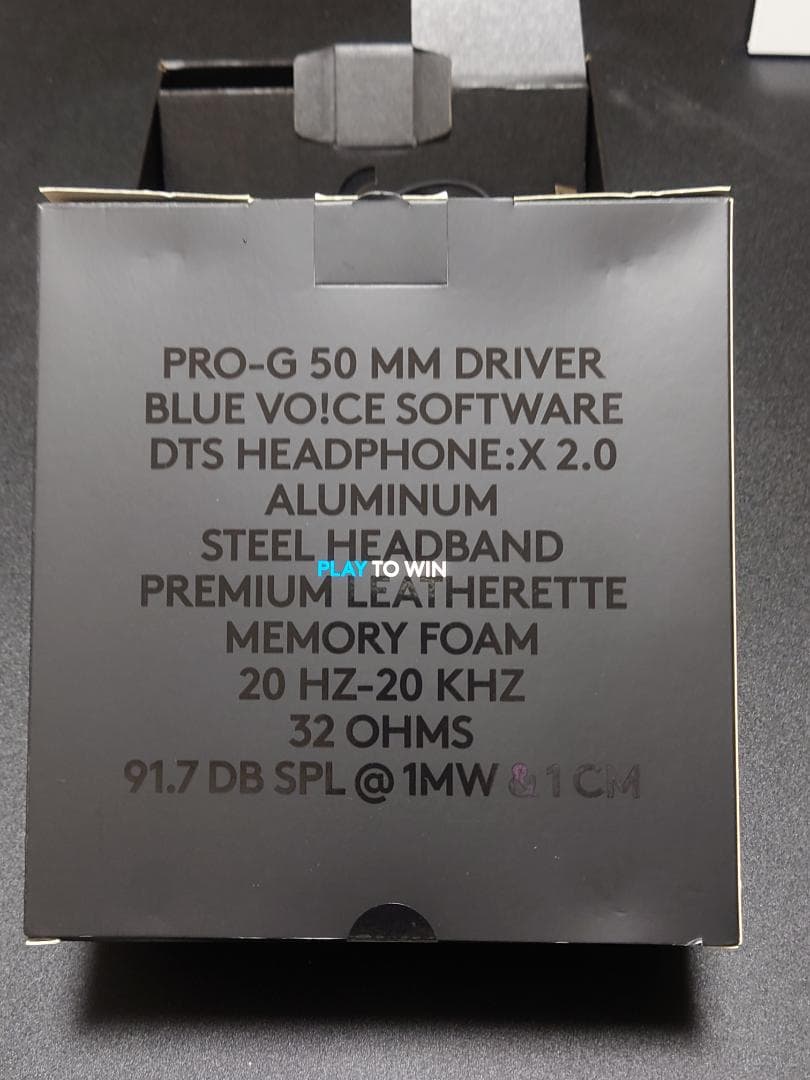 PRO-G 50 MM DRIVER
BLUE VO!CE SOFTWARE
DTS HEADPHONE:X 2.0
ALUMINUM
STEEL HEADBAND
PLAY TO WIN
PREMIUM LEATHERETTE
MEMORY FOAM
20 HZ-20 KHZ
32 OHMS
91.7 DB SPL @ 1MW & 1 CM